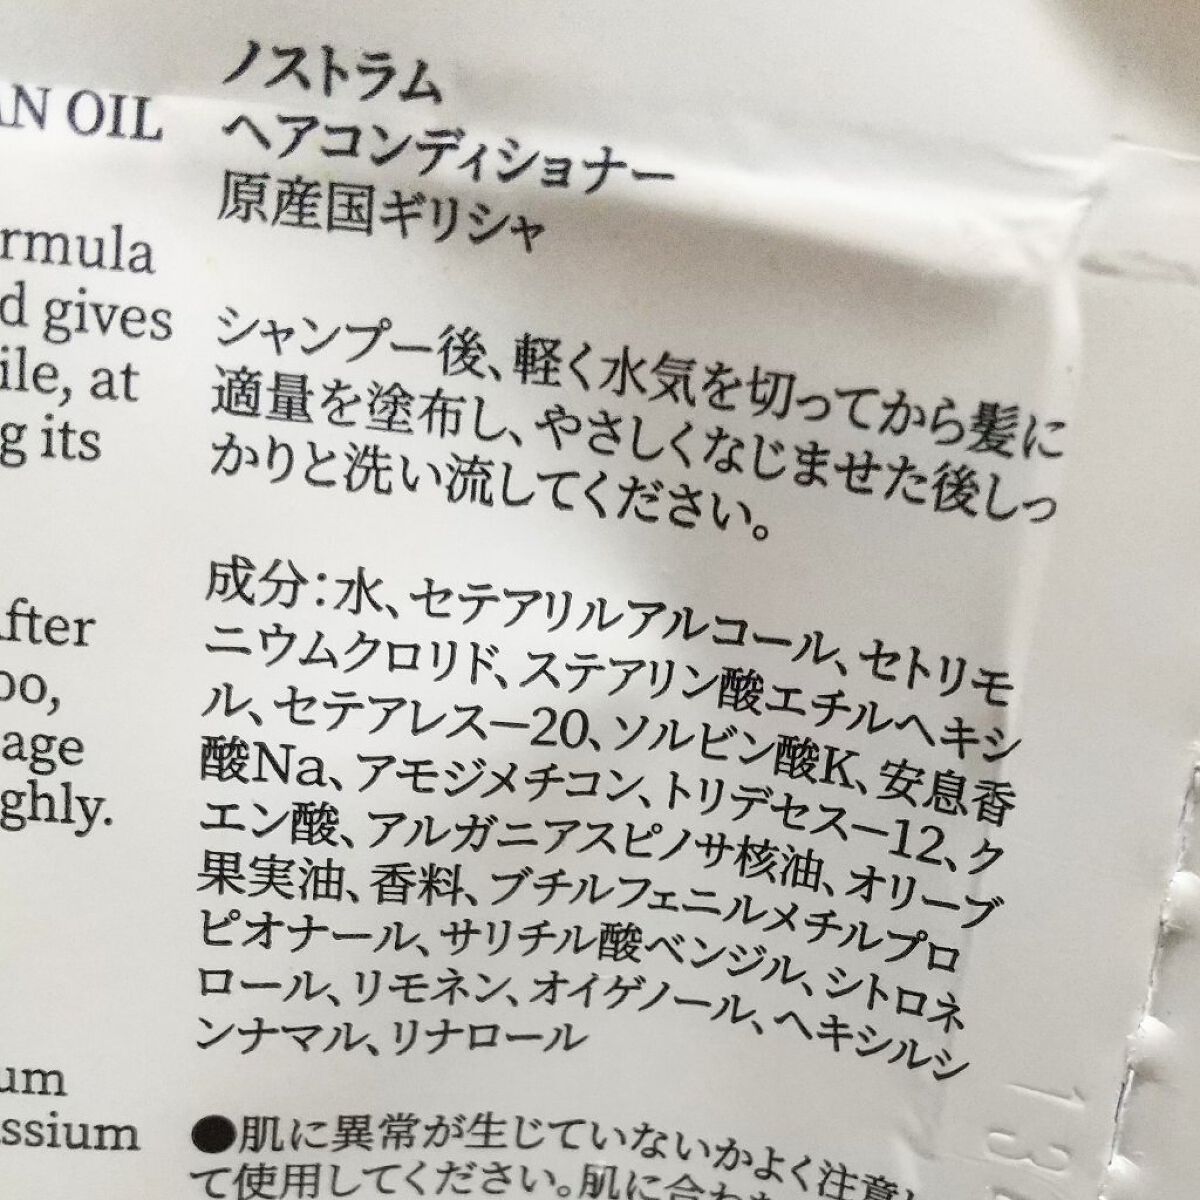 AN OIL
rmula
d gives
ile, at
g its
After
oo,
age
ghly.
um
assium
ノストラム
ヘアコンディショナー
原産国ギリシャ
シャンプー後、軽く水気を切ってから髪に
適量を塗布し、やさしくなじませた後しっ
かりと洗い流してください。
成分：水、セテアリルアルコール、セトリモ
ニウムクロリド、ステアリン酸エチルヘキシ
ル、セテアレスー20、ソルビン酸K、安息香
酸Na、アモジメチコン、トリデセスー12、ク
エン酸、アルガニアスピノサ核油、オリーブ
果実油、香料、ブチルフェニルメチルプロ
ピオナール、サリチル酸ベンジル、シトロネ
ロール、リモネン、オイゲノール、ヘキシルシ
ンナマル、リナロール
●肌に異常が生じていないかよく注意し
て使用してください。肌に合わ